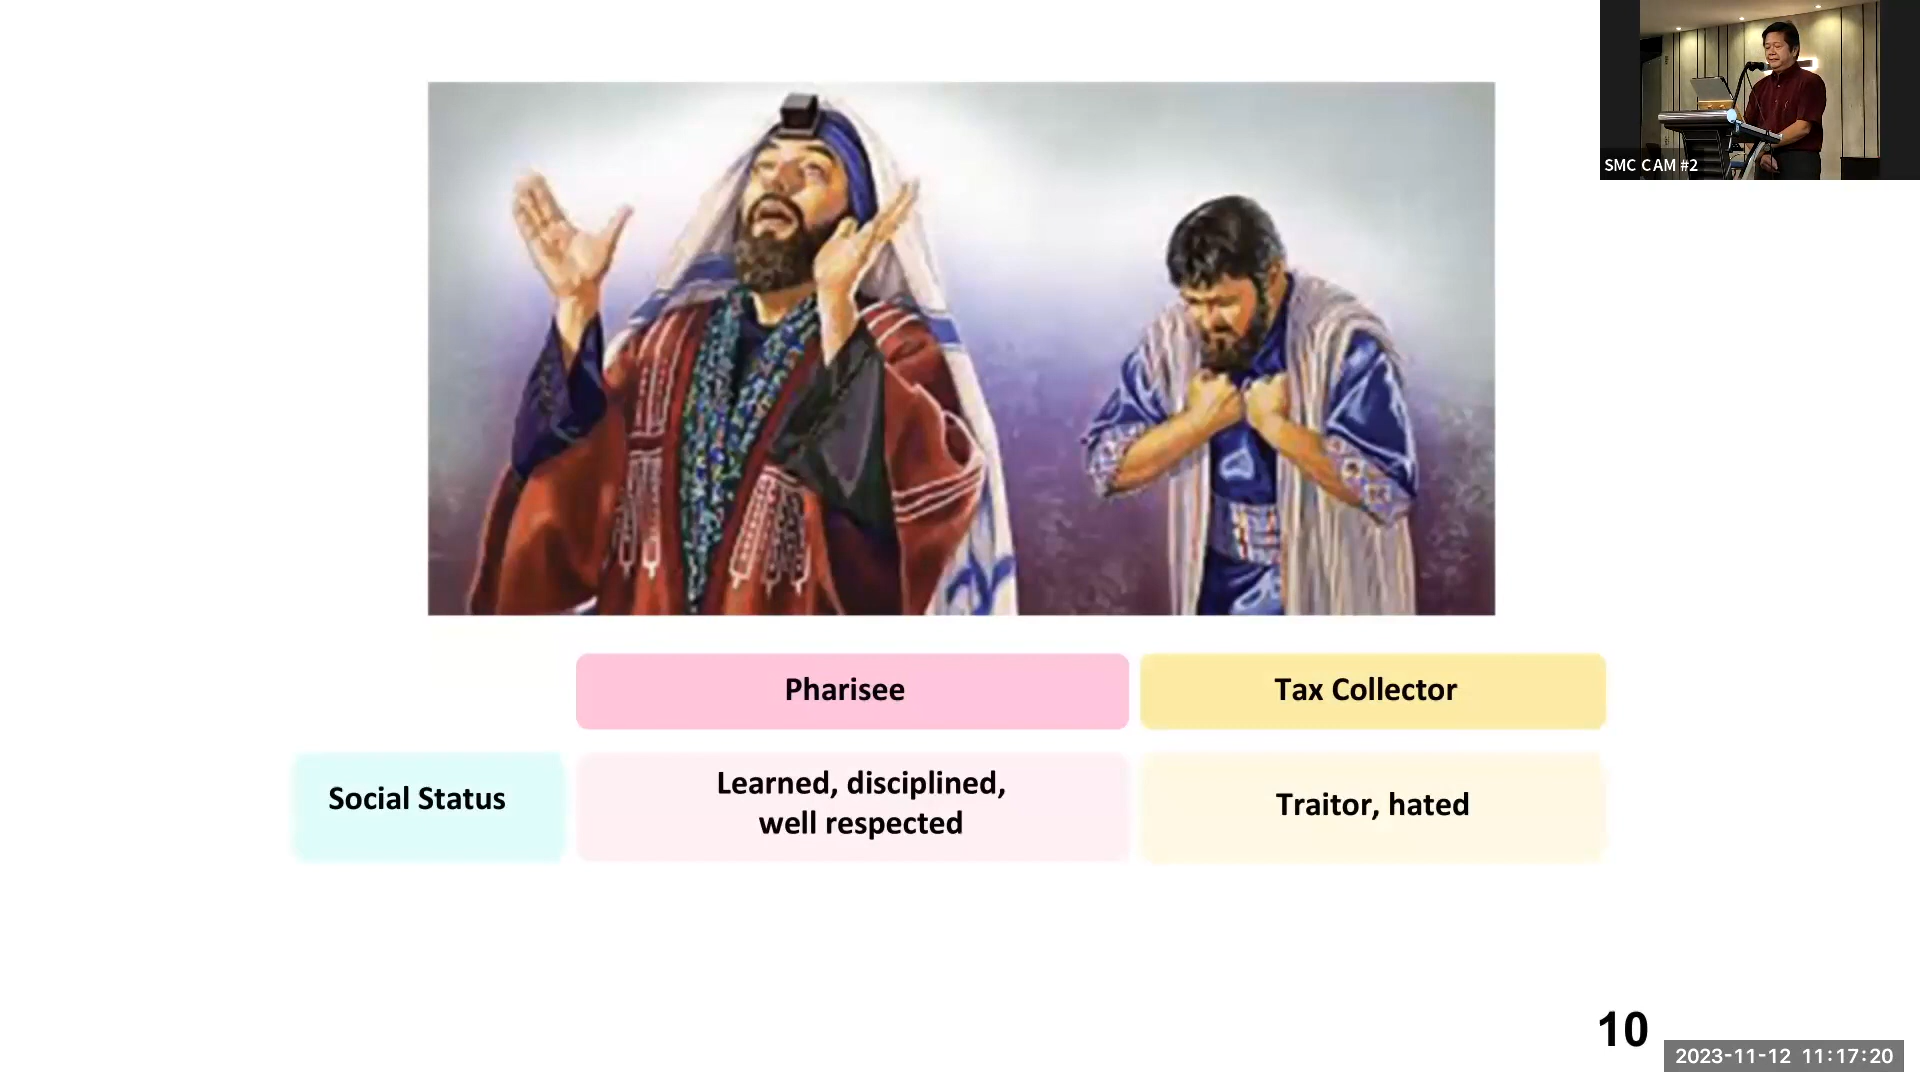 SMC CAM #2
Pharisee
Tax Collector
Social Status
Learned, disciplined,
well respected
Traitor, hated
10
2023-11-12 11:17:20